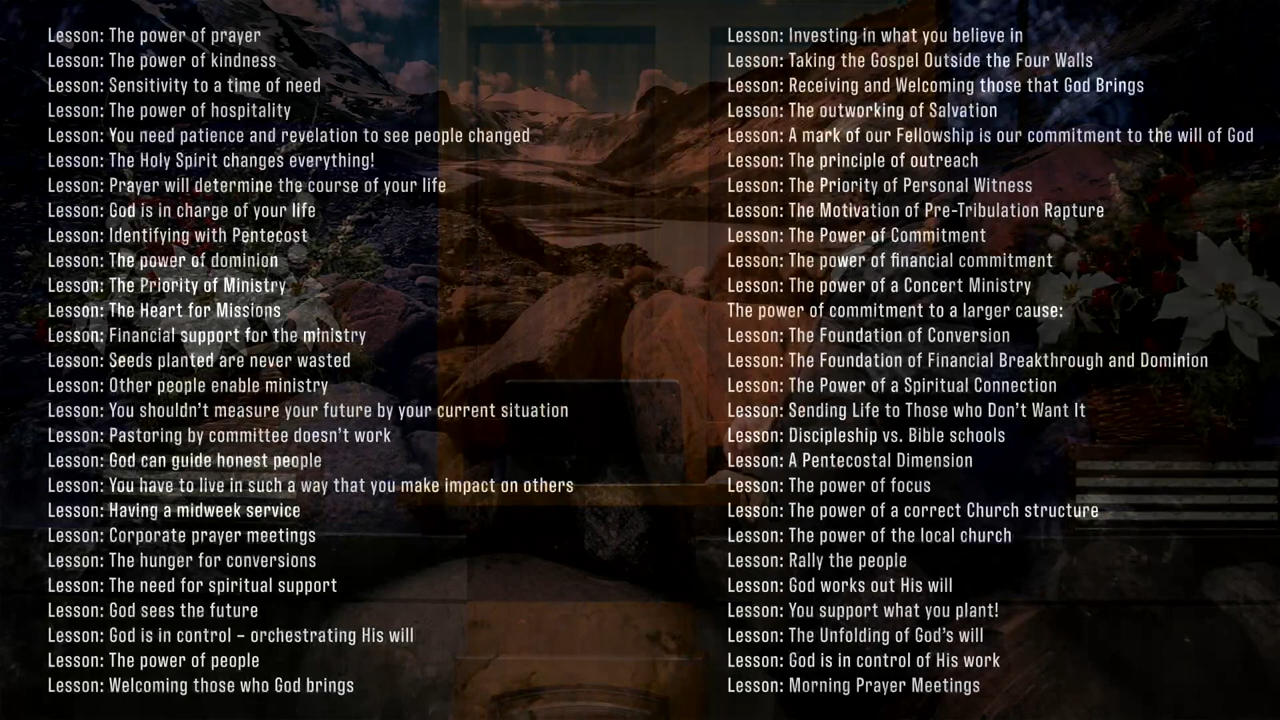 Lesson: The power of prayer
Lesson: The power of kindness
Lesson: Sensitivity to a time of need
Lesson: The power of hospitality
Lesson: You need patience and revelation to see people changed
Lesson: The Holy Spirit changes everything!
Lesson: Prayer will determine the course of your life
Lesson: God is in charge of your life
Lesson: Identifying with Pentecost
Lesson: The power of dominion
Lesson: The Priority of Ministry
Lesson: The Heart for Missions
Lesson: Financial support for the ministry
Lesson: Seeds planted are never wasted
Lesson: Other people enable ministry
Lesson: You shouldn't measure your future by your current situation
Lesson: Pastoring by committee doesn't work
Lesson: God can guide honest people
Lesson: You have to live in such a way that you make impact on others
Lesson: Having a midweek service
Lesson: Corporate prayer meetings
Lesson: The hunger for conversions
Lesson: The need for spiritual support
Lesson: God sees the future
Lesson: God is in control – orchestrating His will
Lesson: The power of people
Lesson: Welcoming those who God brings
Lesson: Investing in what you believe in
Lesson: Taking the Gospel Outside the Four Walls
Lesson: Receiving and Welcoming those that God Brings
Lesson: The outworking of Salvation
Lesson: A mark of our Fellowship is our commitment to the will of God
Lesson: The principle of outreach
Lesson: The Priority of Personal Witness
Lesson: The Motivation of Pre-Tribulation Rapture
Lesson: The Power of Commitment
Lesson: The power of financial commitment
Lesson: The power of a Concert Ministry
The power of commitment to a larger cause:
Lesson: The Foundation of Conversion
Lesson: The Foundation of Financial Breakthrough and Dominion
Lesson: The Power of a Spiritual Connection
Lesson: Sending Life to Those who Don't Want It
Lesson: Discipleship vs. Bible schools
Lesson: A Pentecostal Dimension
Lesson: The power of focus
Lesson: The power of a correct Church structure
Lesson: The power of the local church
Lesson: Rally the people
Lesson: God works out His will
Lesson: You support what you plant!
Lesson: The Unfolding of God's will
Lesson: God is in control of His work
Lesson: Morning Prayer Meetings